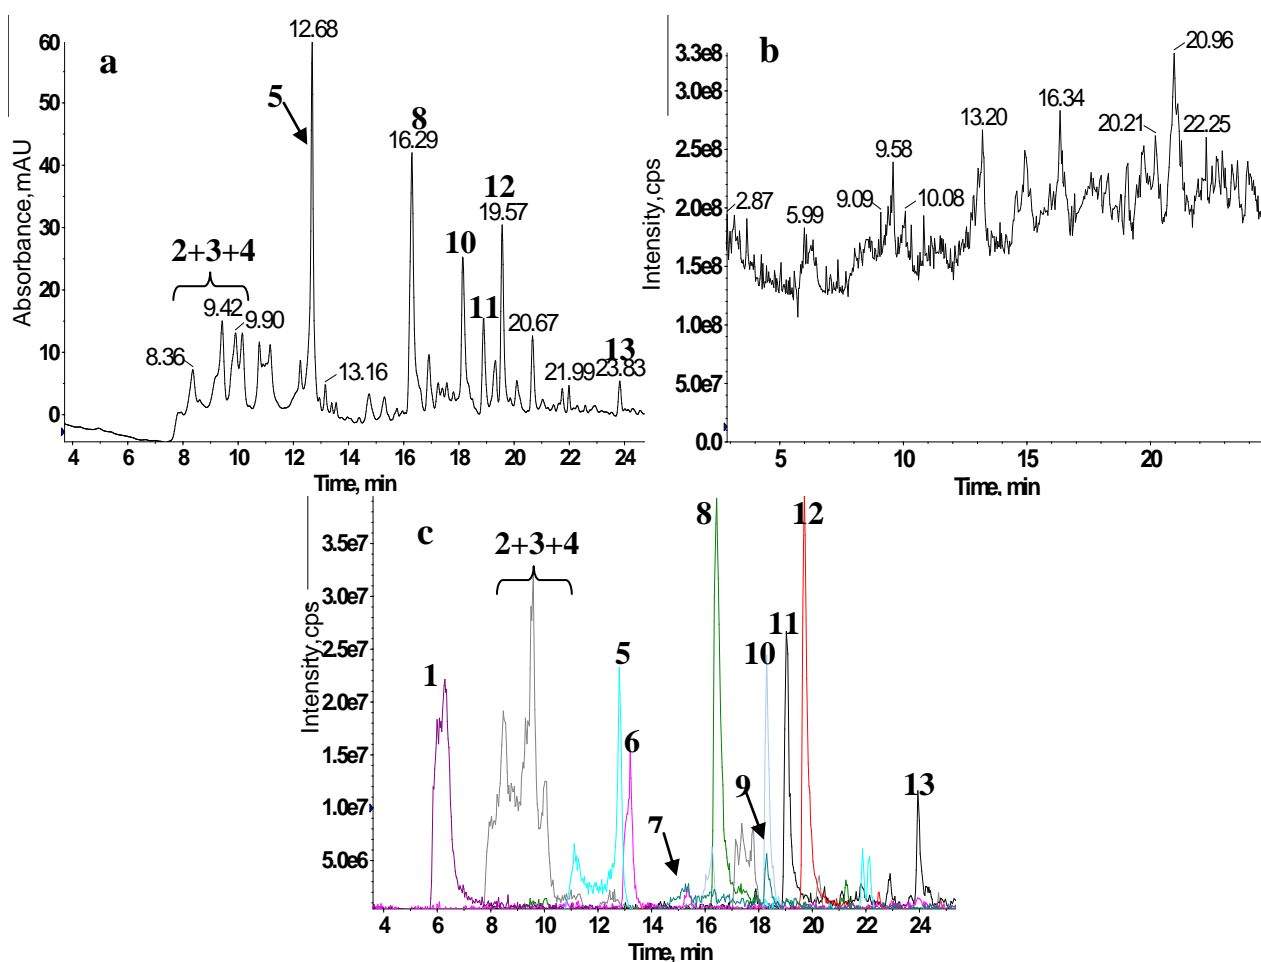 a
12.68
5
8
16.29
12
19.57
2+3+4
10
11
9.42
9.90
20.67
13
8.36
13.16
21.99
23.83
60
50
40
30
20
10
0
Absorbance,mAU
4 6 8 10 12 14 16 18 20 22 24
Time, min
b
20.96
16.34
13.20
20.21
22.25
9.58
9.09
10.08
2.87
5.99
3.3e8
3.0e8
2.5e8
2.0e8
1.5e8
1.0e8
5.0e7
0.0
Intensity,cps
5 10 15 20
Time, min
c
8
12
2+3+4
11
10
5
1
6
9
13
7
3.5e7
3.0e7
2.5e7
2.0e7
1.5e7
1.0e7
5.0e6
Intensity,cps
4 6 8 10 12 14 16 18 20 22 24
Time, min